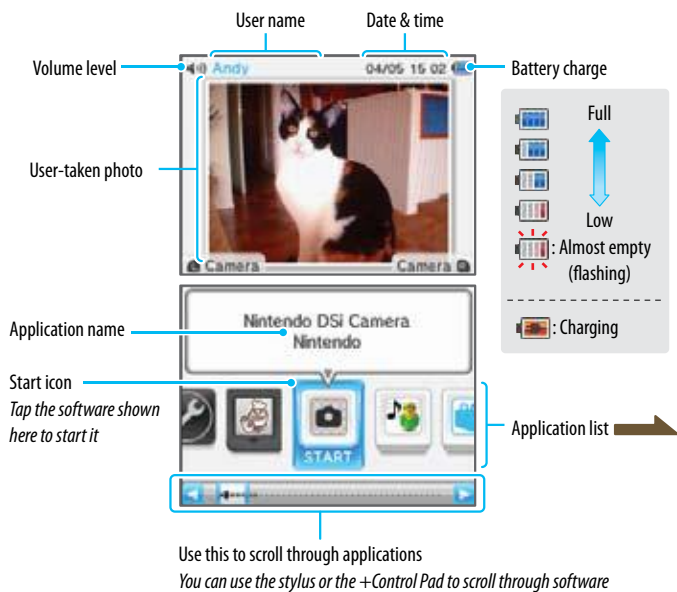 User name
Date & time
Volume level
Andy
04/05 15 02
Battery charge
Full
User-taken photo
Low
: Almost empty
(flashing)
L Camera
Camera R
: Charging
Application name
Nintendo DSi Camera
Nintendo
Start icon
Tap the software shown
here to start it
START
Application list
Use this to scroll through applications
You can use the stylus or the +Control Pad to scroll through software